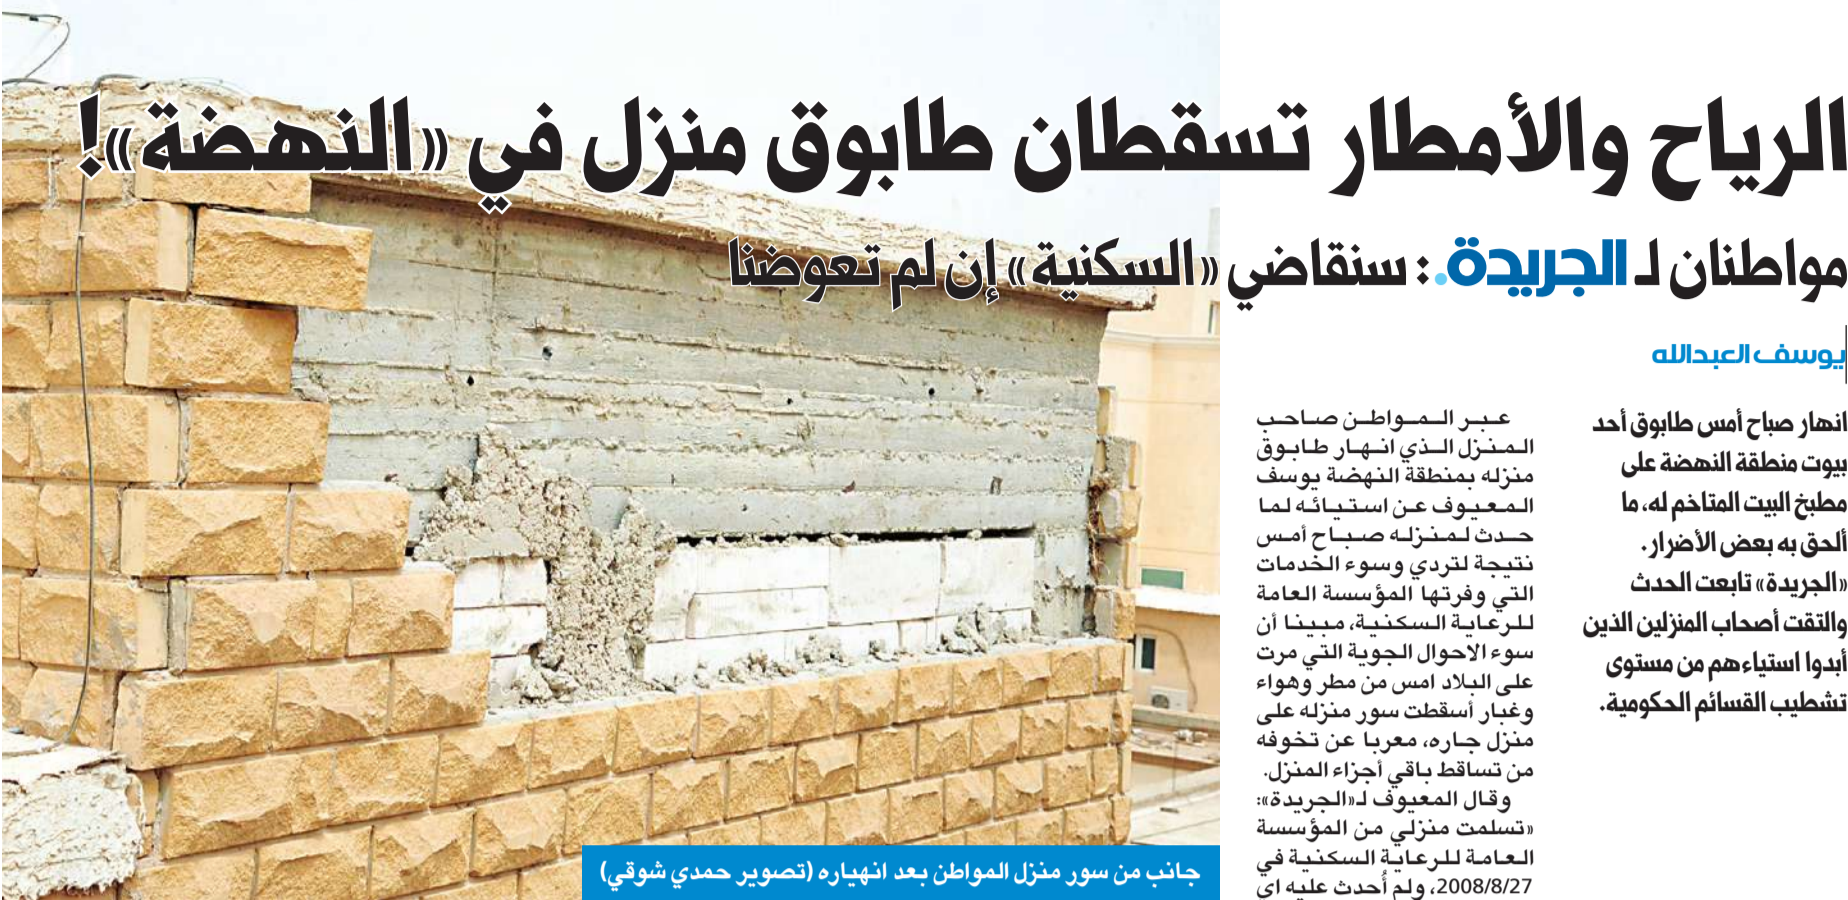 الرياح والأمطار تسقطان طابوق منزل في «النهضة»!
مواطنان لـ الجريدة.: سنقاضي «السكنية» إن لم تعوضنا
يوسف العبدالله
انهار صباح أمس طابوق أحد
بيوت منطقة النهضة على
مطبخ البيت المتاخم له، ما
ألحق به بعض الأضرار.
«الجريدة» تابعت الحدث
والتقت أصحاب المنزلين الذين
أبدوا استياءهم من مستوى
تشطيب القسائم الحكومية.
عبر المواطن صاحب
المنزل الذي انهار طابوق
منزله بمنطقة النهضة يوسف
المعيوف عن استيائه لما
حدث لمنزله صباح أمس
نتيجة لتردي وسوء الخدمات
التي وفرتها المؤسسة العامة
للرعاية السكنية، مبينا أن
سوء الاحوال الجوية التي مرت
على البلاد امس من مطر وهواء
وغبار أسقطت سور منزله على
منزل جاره، معربا عن تخوفه
من تساقط باقي أجزاء المنزل.
وقال المعيوف لـ«الجريدة»:
«تسلمت منزلي من المؤسسة
العامة للرعاية السكنية في
2008/8/27، ولم أُحدث عليه اي
جانب من سور منزل المواطن بعد انهياره (تصوير حمدي شوقي)